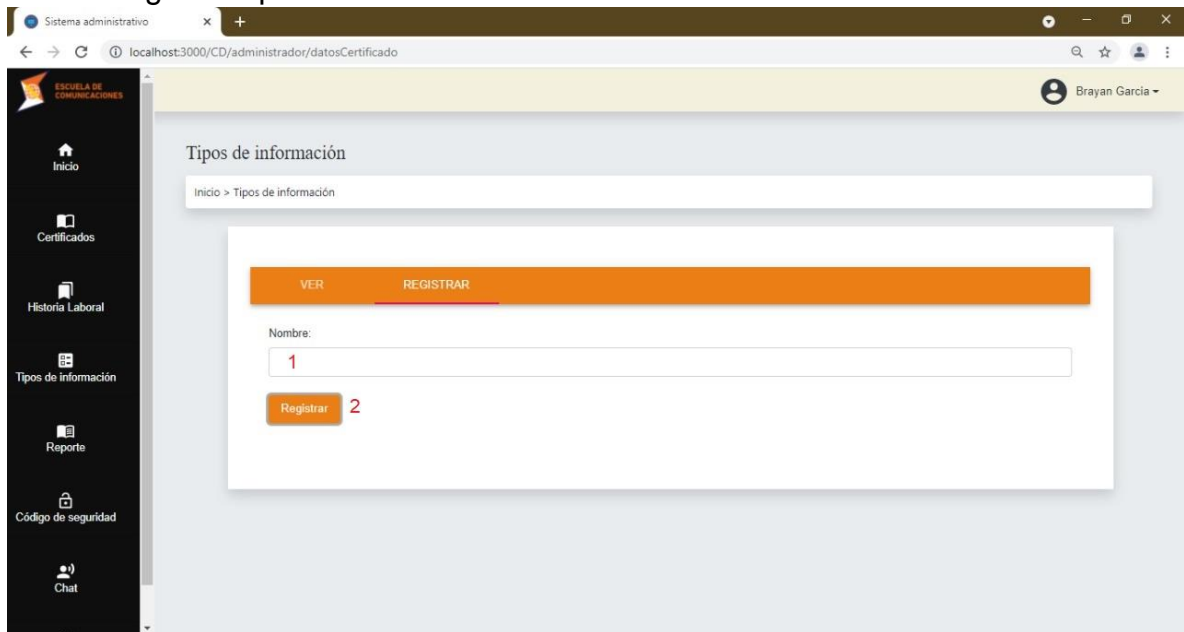 Sistema administrativo
localhost:3000/CD/administrador/datosCertificado
ESCUELA DE
COMUNICACIONES
Brayan Garcia
Inicio
Certificados
Historia Laboral
Tipos de información
Reporte
Código de seguridad
Chat
Tipos de información
Inicio > Tipos de información
VER REGISTRAR
Nombre:
1
Registrar 2